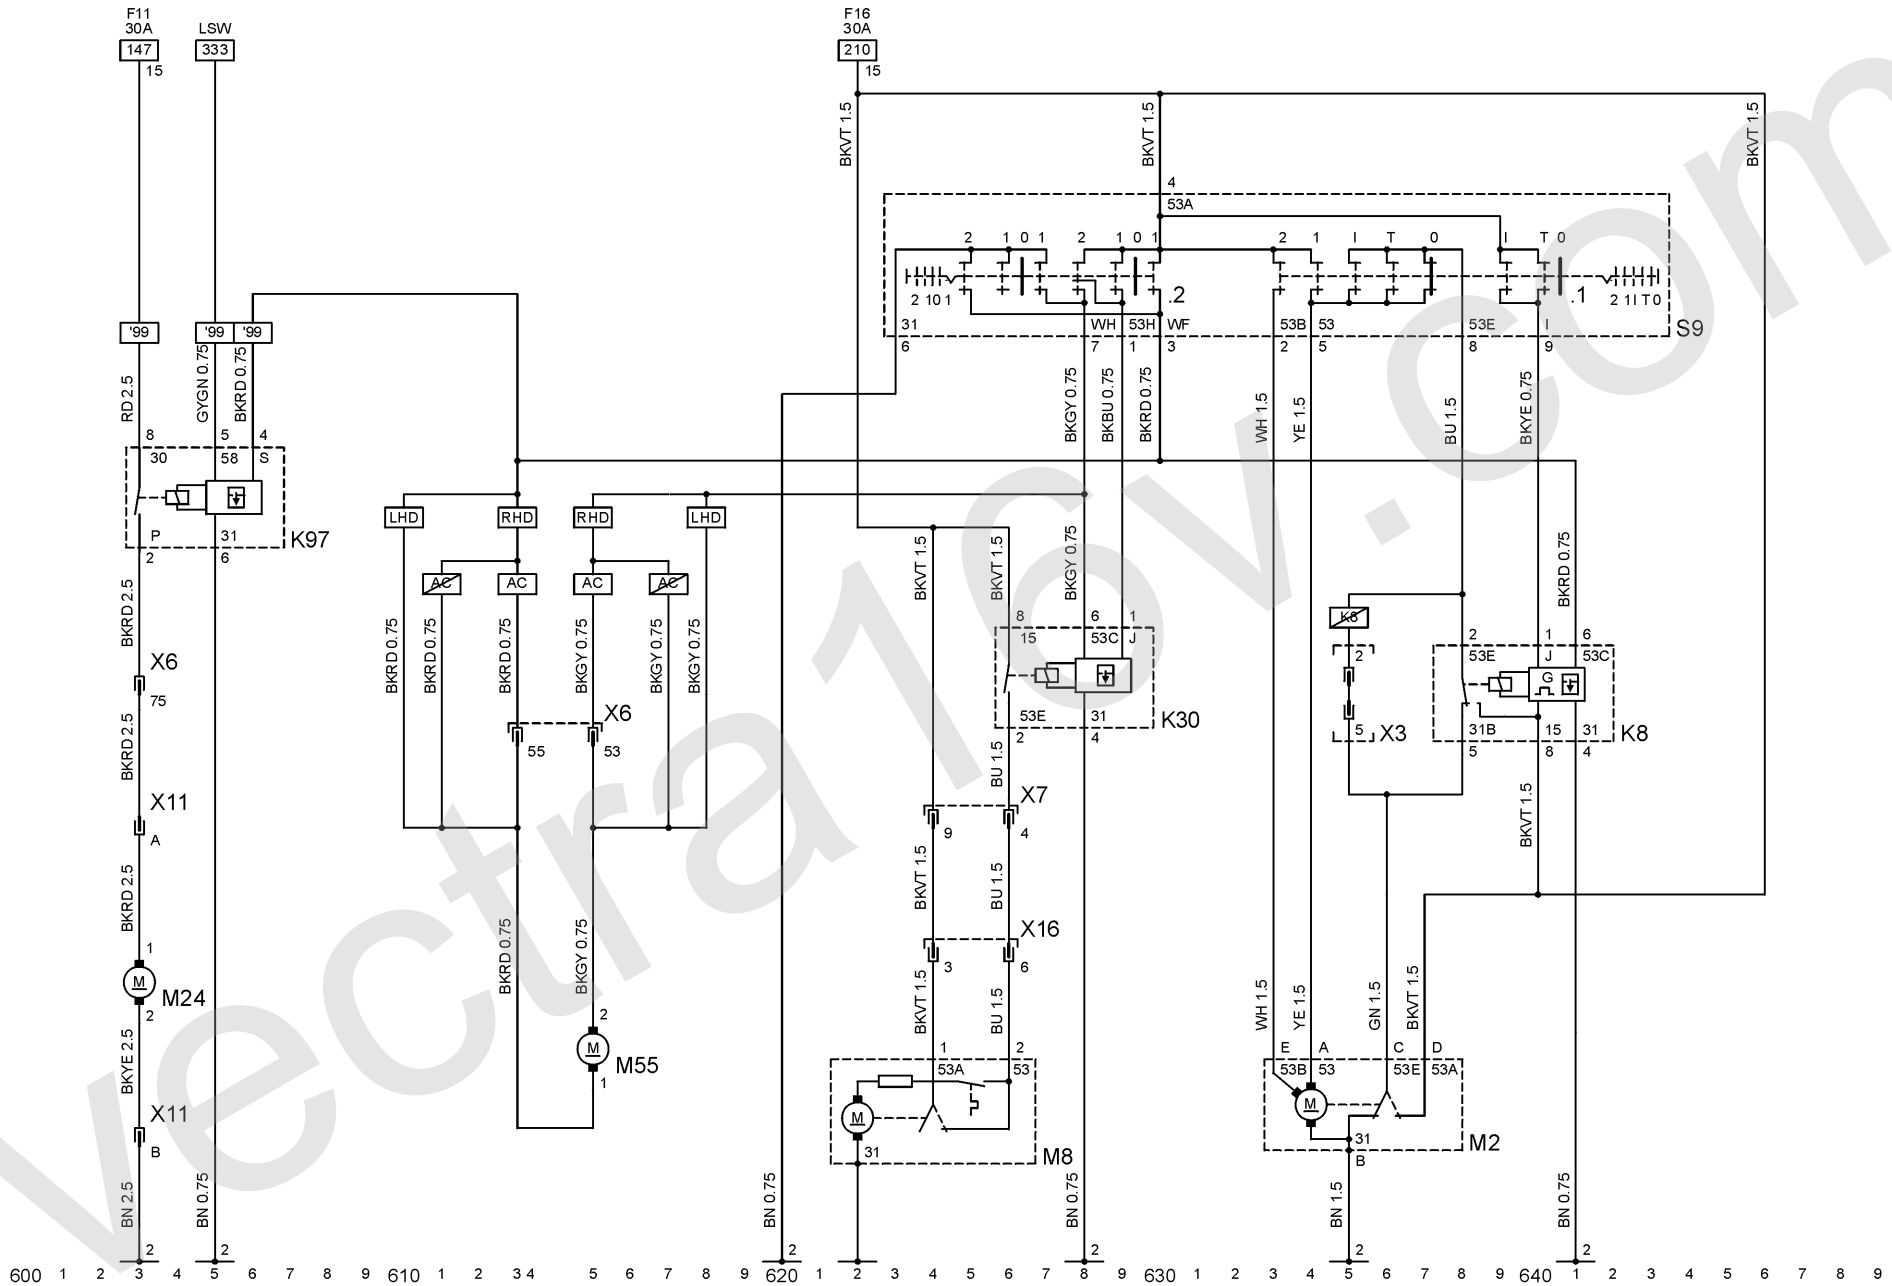 F11 F16
30A LSW 30A
147 333 210
15 15
BKVT 1.5 BKVT 1.5 BKVT 1.5
4
53A
2 1 0 1 2 1 0 1 2 1 I T 0 I T 0
2 10 1 .2 .1 2 1 I T 0
31 WH 53H WF 53B 53 53E I S9
6 7 1 3 2 5 8 9
'99 '99 '99
RD 2.5 GYGN 0.75 BKRD 0.75
BKGY 0.75 BKBU 0.75 BKRD 0.75 WH 1.5 YE 1.5 BU 1.5 BKYE 0.75
8 5 4
30 58 S
P 31 K97
2 6
LHD RHD RHD LHD
AC AC AC AC
BKVT 1.5 BKVT 1.5 BKGY 0.75 BKRD 0.75
BKRD 2.5
BKRD 0.75 BKRD 0.75 BKRD 0.75 BKGY 0.75 BKGY 0.75 BKGY 0.75
8 6 1
15 53C J
53E 31 K30
2 4
K8
2
5 X3
2 1 6
53E J 53C
G
31B 15 31 K8
5 8 4
X6
75
X6
55 53
BKRD 2.5 BU 1.5 BKVT 1.5
X11
A
X7
9 4
BKRD 2.5 BKRD 0.75 BKGY 0.75 BKVT 1.5 BU 1.5
X16
3 6
BKVT 1.5 BU 1.5 WH 1.5 YE 1.5 GN 1.5 BKVT 1.5
1
M M24
2
2
M M55
1
BKYE 2.5
1 2
53A 53
M
31 M8
E A C D
53B 53 53E 53A
M
31 M2
B
X11
B
BN 2.5 BN 0.75 BN 0.75 BN 0.75 BN 1.5 BN 0.75
2 2 2 2 2 2
600 1 2 3 4 5 6 7 8 9 610 1 2 3 4 5 6 7 8 9 620 1 2 3 4 5 6 7 8 9 630 1 2 3 4 5 6 7 8 9 640 1 2 3 4 5 6 7 8 9
vectra16v.com